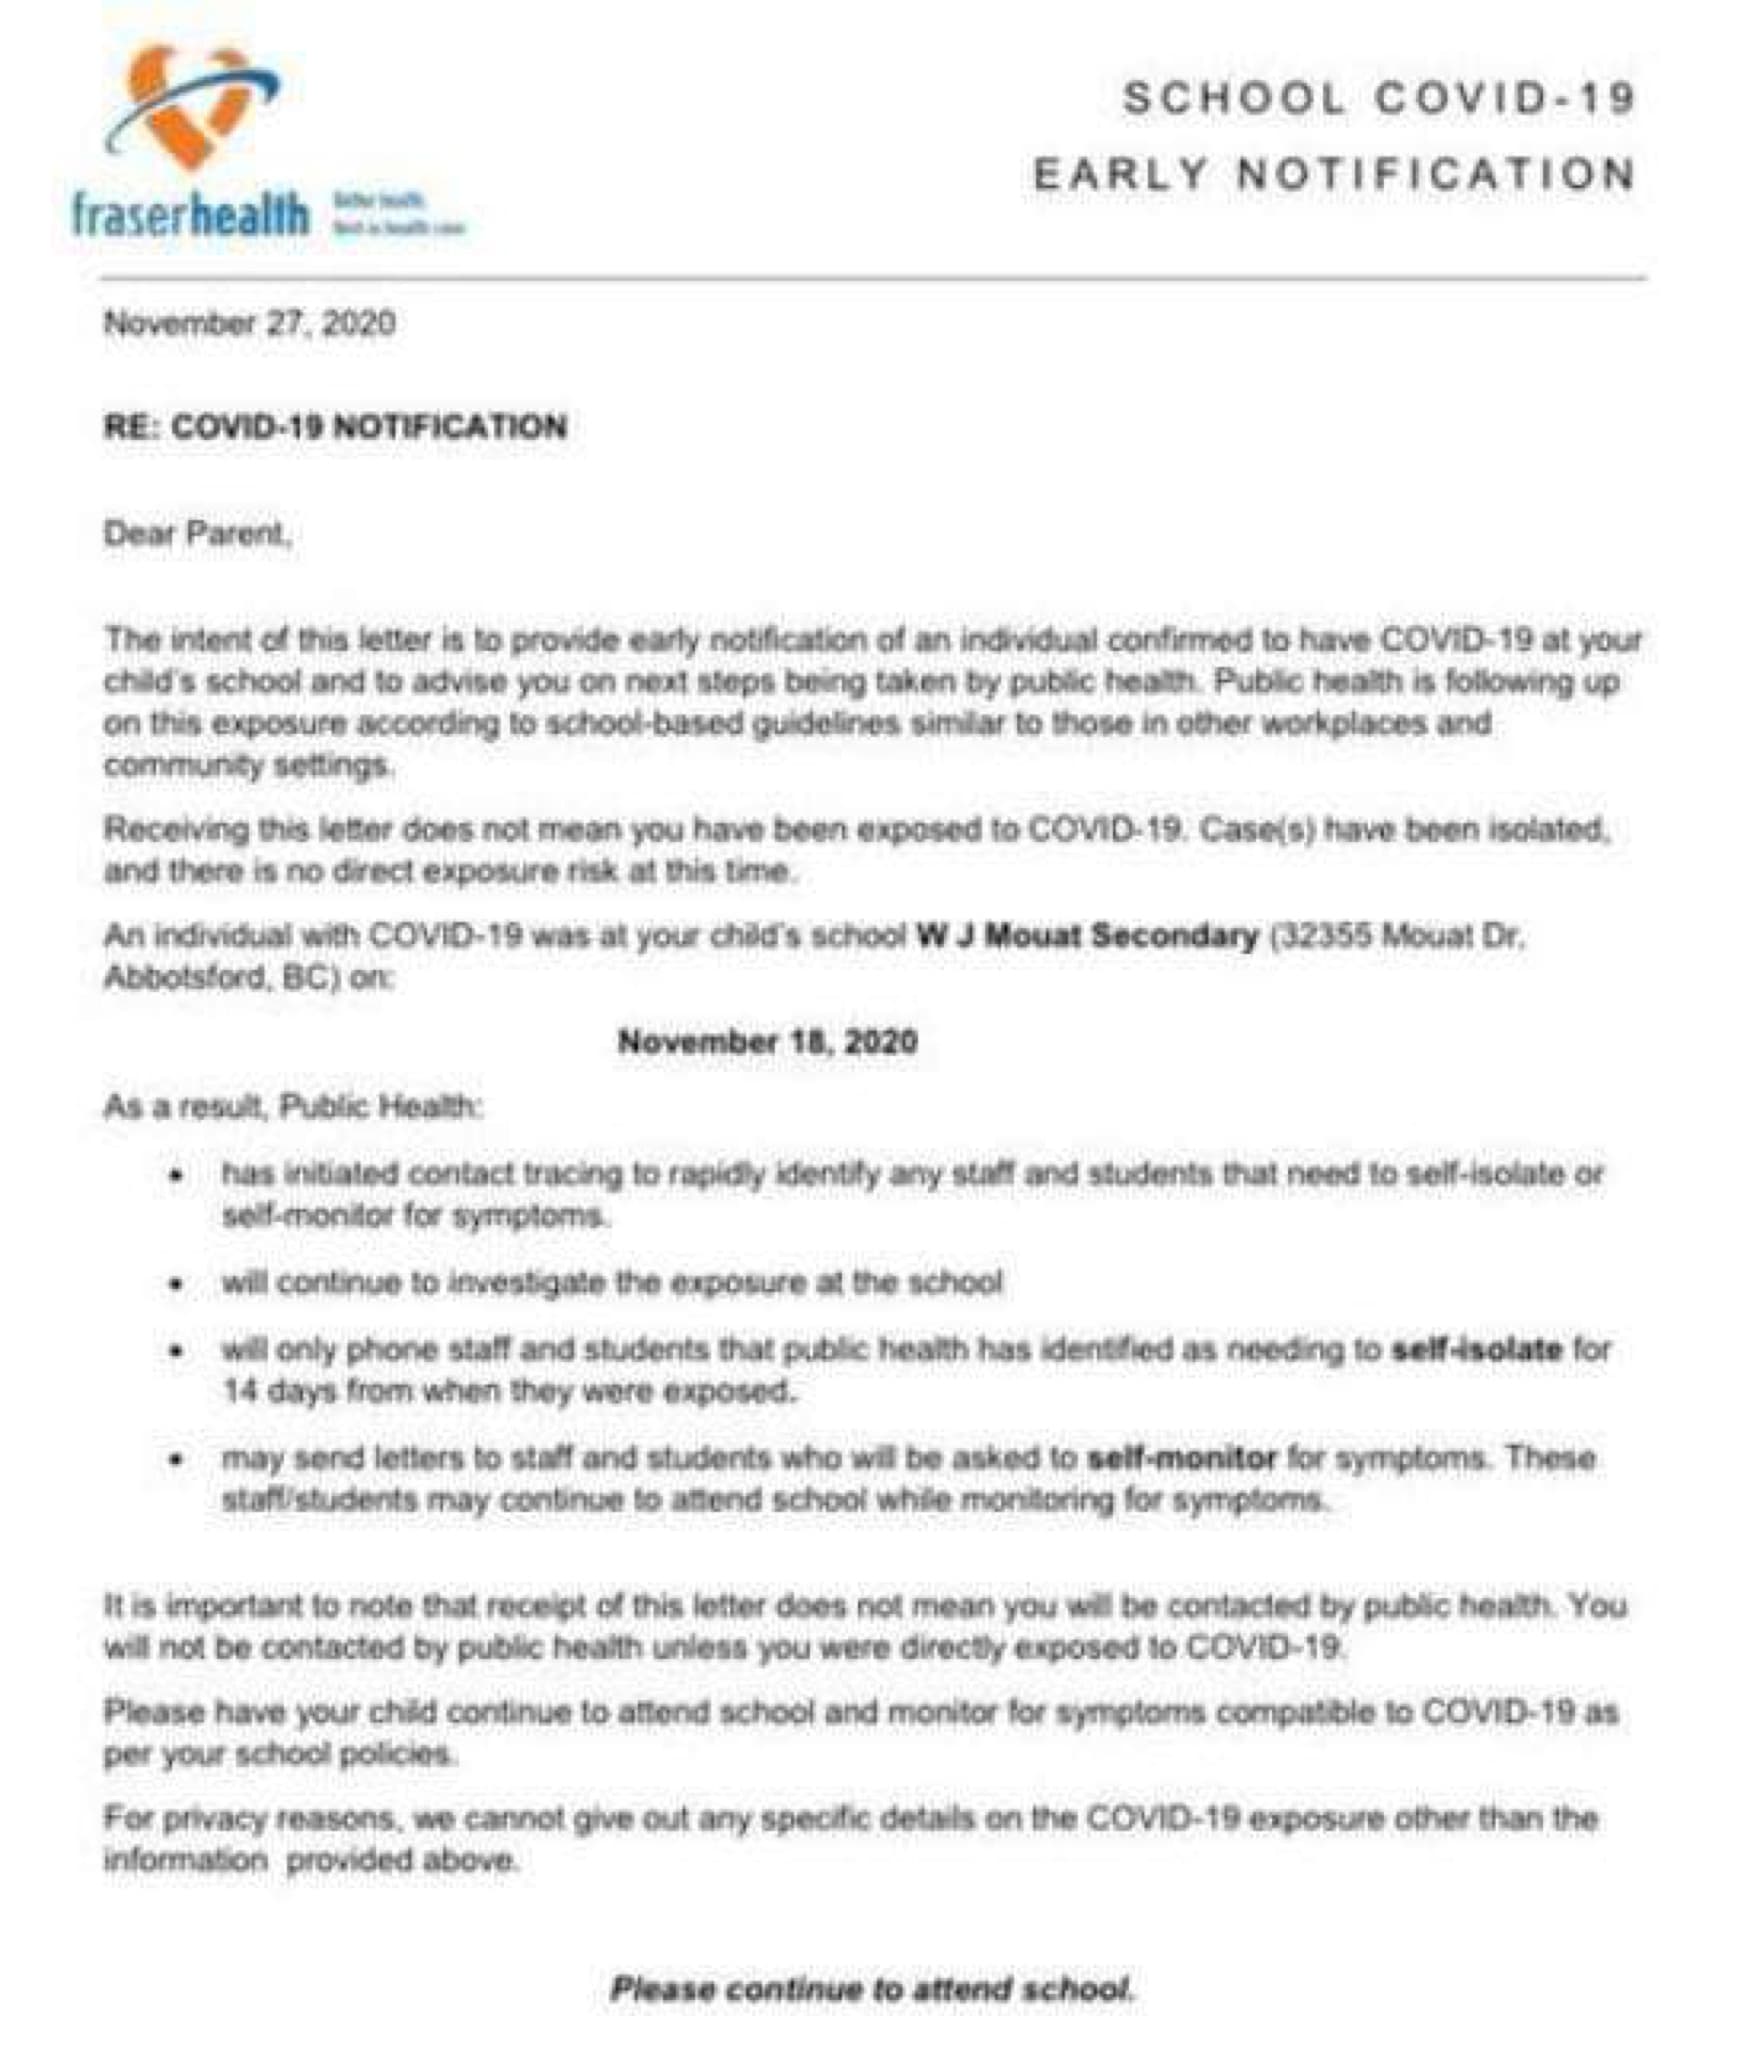 SCHOOL COVID-19
EARLY NOTIFICATION
fraserhealth
Better health.
Best in health care.
November 27, 2020
RE: COVID-19 NOTIFICATION
Dear Parent,
The intent of this letter is to provide early notification of an individual confirmed to have COVID-19 at your
child's school and to advise you on next steps being taken by public health. Public health is following up
on this exposure according to school-based guidelines similar to those in other workplaces and
community settings.
Receiving this letter does not mean you have been exposed to COVID-19. Case(s) have been isolated,
and there is no direct exposure risk at this time.
An individual with COVID-19 was at your child's school W J Mouat Secondary (32355 Mouat Dr,
Abbotsford, BC) on:
November 18, 2020
As a result, Public Health:
• has initiated contact tracing to rapidly identify any staff and students that need to self-isolate or
self-monitor for symptoms.
• will continue to investigate the exposure at the school
• will only phone staff and students that public health has identified as needing to self-isolate for
14 days from when they were exposed.
• may send letters to staff and students who will be asked to self-monitor for symptoms. These
staff/students may continue to attend school while monitoring for symptoms.
It is important to note that receipt of this letter does not mean you will be contacted by public health. You
will not be contacted by public health unless you were directly exposed to COVID-19.
Please have your child continue to attend school and monitor for symptoms compatible to COVID-19 as
per your school policies.
For privacy reasons, we cannot give out any specific details on the COVID-19 exposure other than the
information provided above.
Please continue to attend school.